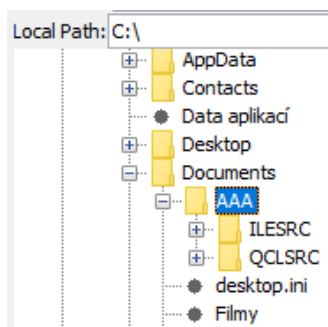 Local Path: C:\
AppData
Contacts
Data aplikací
Desktop
Documents
AAA
ILESRC
QCLSRC
desktop.ini
Filmy